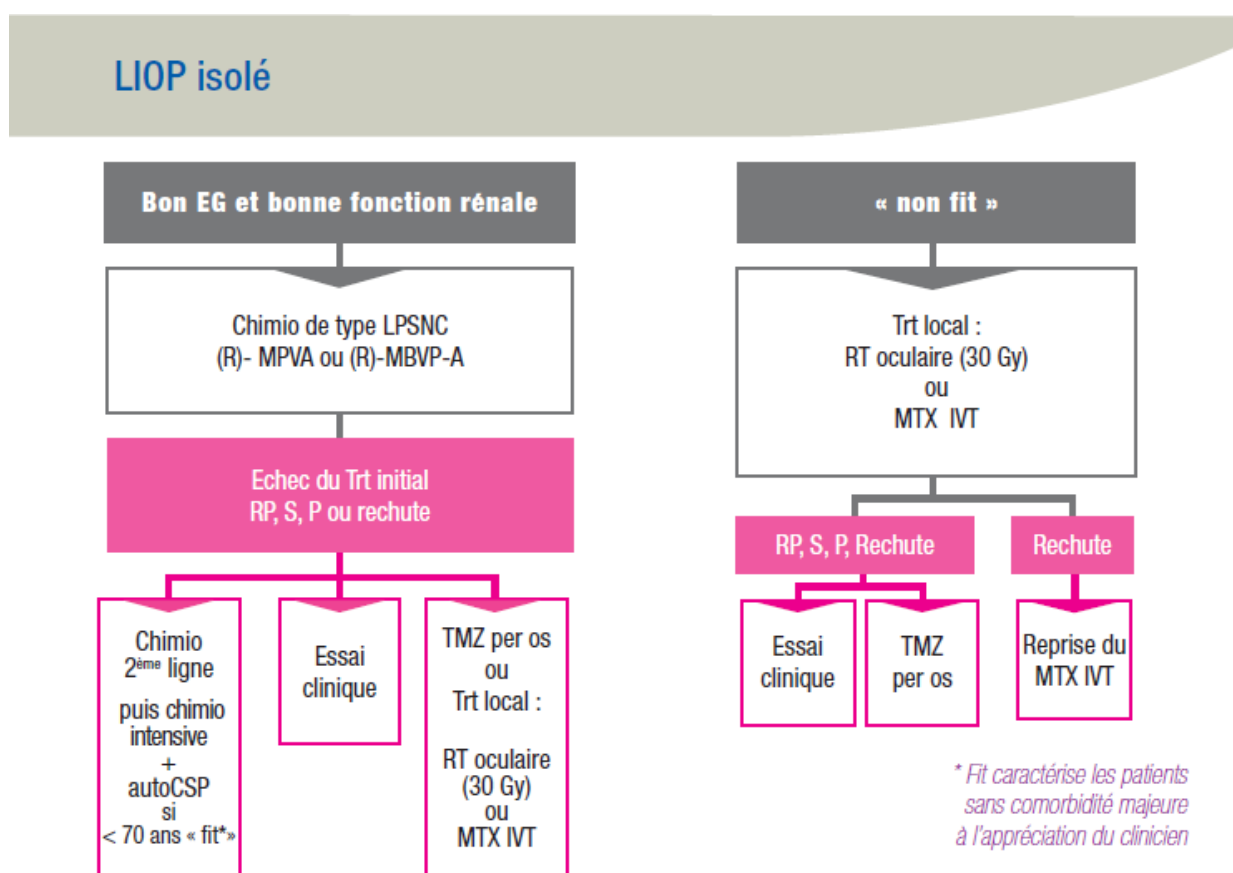 LIOP isolé
Bon EG et bonne fonction rénale
Chimio de type LPSNC
(R)- MPVA ou (R)-MBVP-A
Echec du Trt initial
RP, S, P ou rechute
Chimio
2ème ligne
puis chimio
intensive
+
autoCSP
si
< 70 ans « fit*»
Essai
clinique
TMZ per os
ou
Trt local :
RT oculaire
(30 Gy)
ou
MTX IVT
« non fit »
Trt local :
RT oculaire (30 Gy)
ou
MTX IVT
RP, S, P, Rechute
Essai
clinique
TMZ
per os
Rechute
Reprise du
MTX IVT
* Fit caractérise les patients
sans comorbidité majeure
à l'appréciation du clinicien